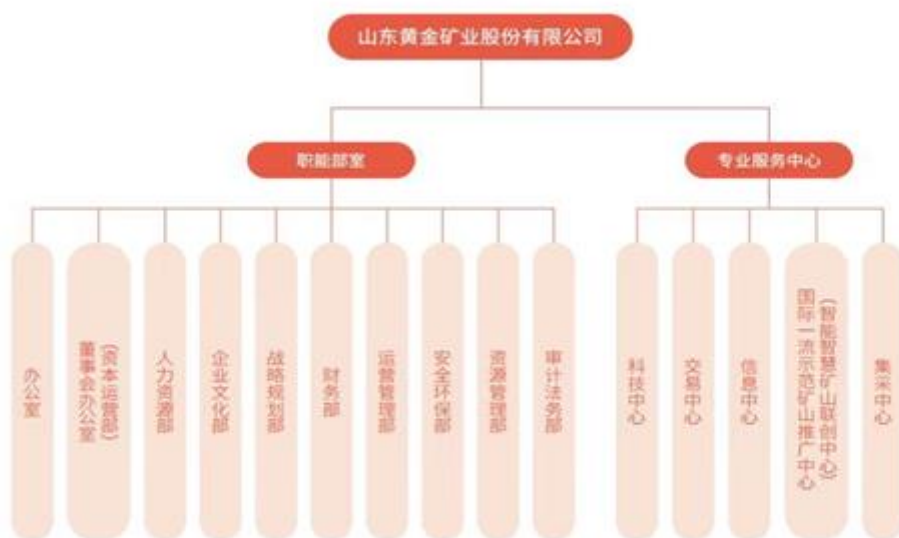 山东黄金矿业股份有限公司
职能部室
专业服务中心
办公室
董事会办公室
(资本运营部)
人力资源部
企业文化部
战略规划部
财务部
运营管理部
安全环保部
资源管理部
审计法务部
科技中心
交易中心
信息中心
国际一流示范矿山推广中心
(智能智慧矿山联创中心)
集采中心